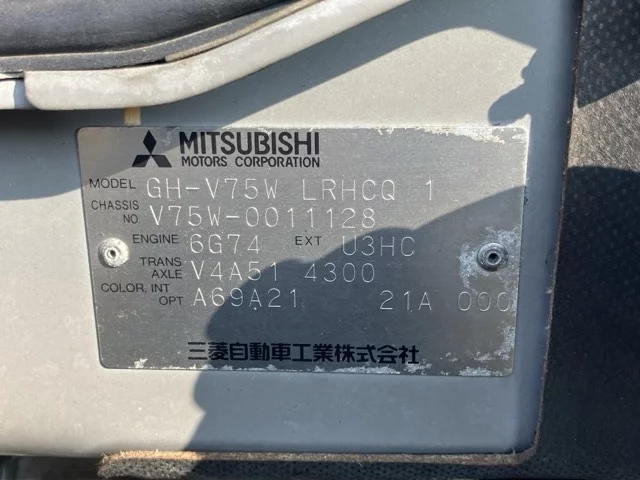 MITSUBISHI
MOTORS CORPORATION
MODEL GH-V75W LRHCQ 1
CHASSIS NO. V75W-0011128
ENGINE 6G74 EXT U3HC
TRANS AXLE V4A51 4300
COLOR, INT OPT A69A21 21A 000
三菱自動車工業株式会社